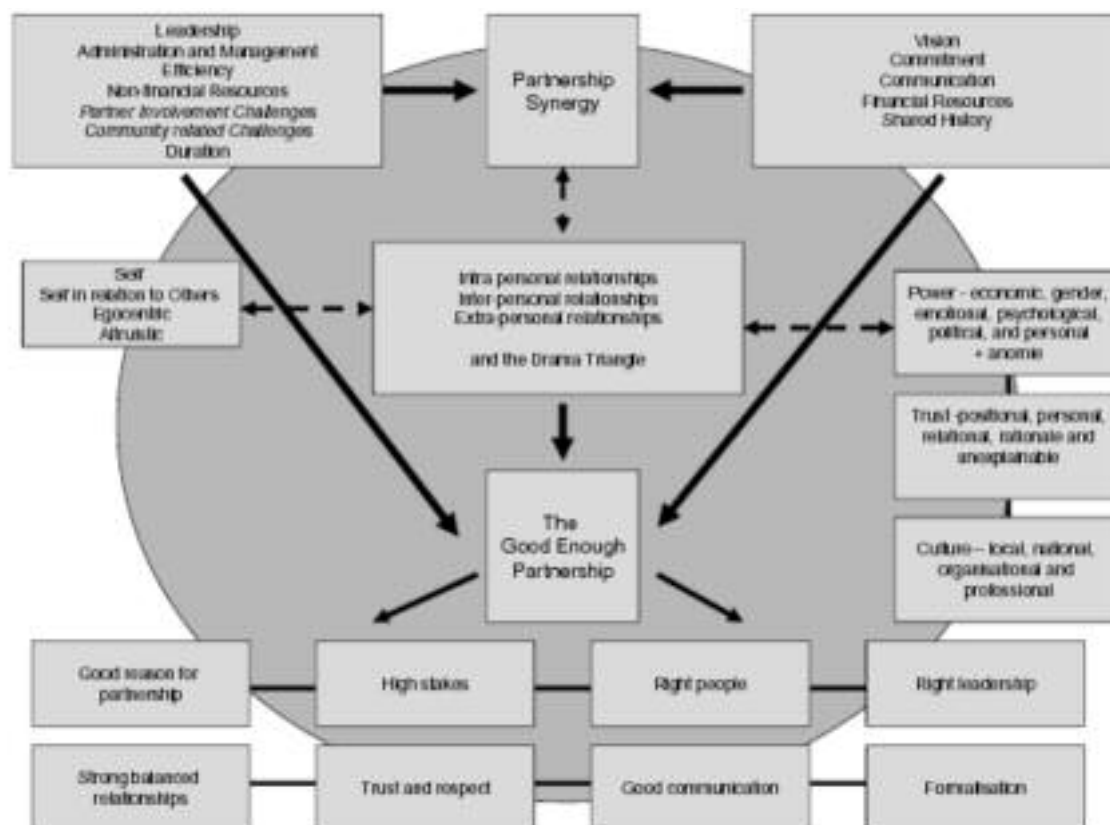 Leadership
Administration and Management
Efficiency
Non-financial Resources
Partner Involvement Challenges
Community related Challenges
Duration
Partnership
Synergy
Vision
Commitment
Communication
Financial Resources
Shared History
Self
Self in relation to Others
Egocentric
Altruistic
Intra personal relationships
Inter-personal relationships
Extra-personal relationships
and the Drama Triangle
Power - economic, gender,
emotional, psychological,
political, and personal
+ anomie
Trust -positional, personal,
relational, rationale and
unexplainable
Culture – local, national,
organisational and
professional
The
Good Enough
Partnership
Good reason for
partnership
High stakes
Right people
Right leadership
Strong balanced
relationships
Trust and respect
Good communication
Formalisation